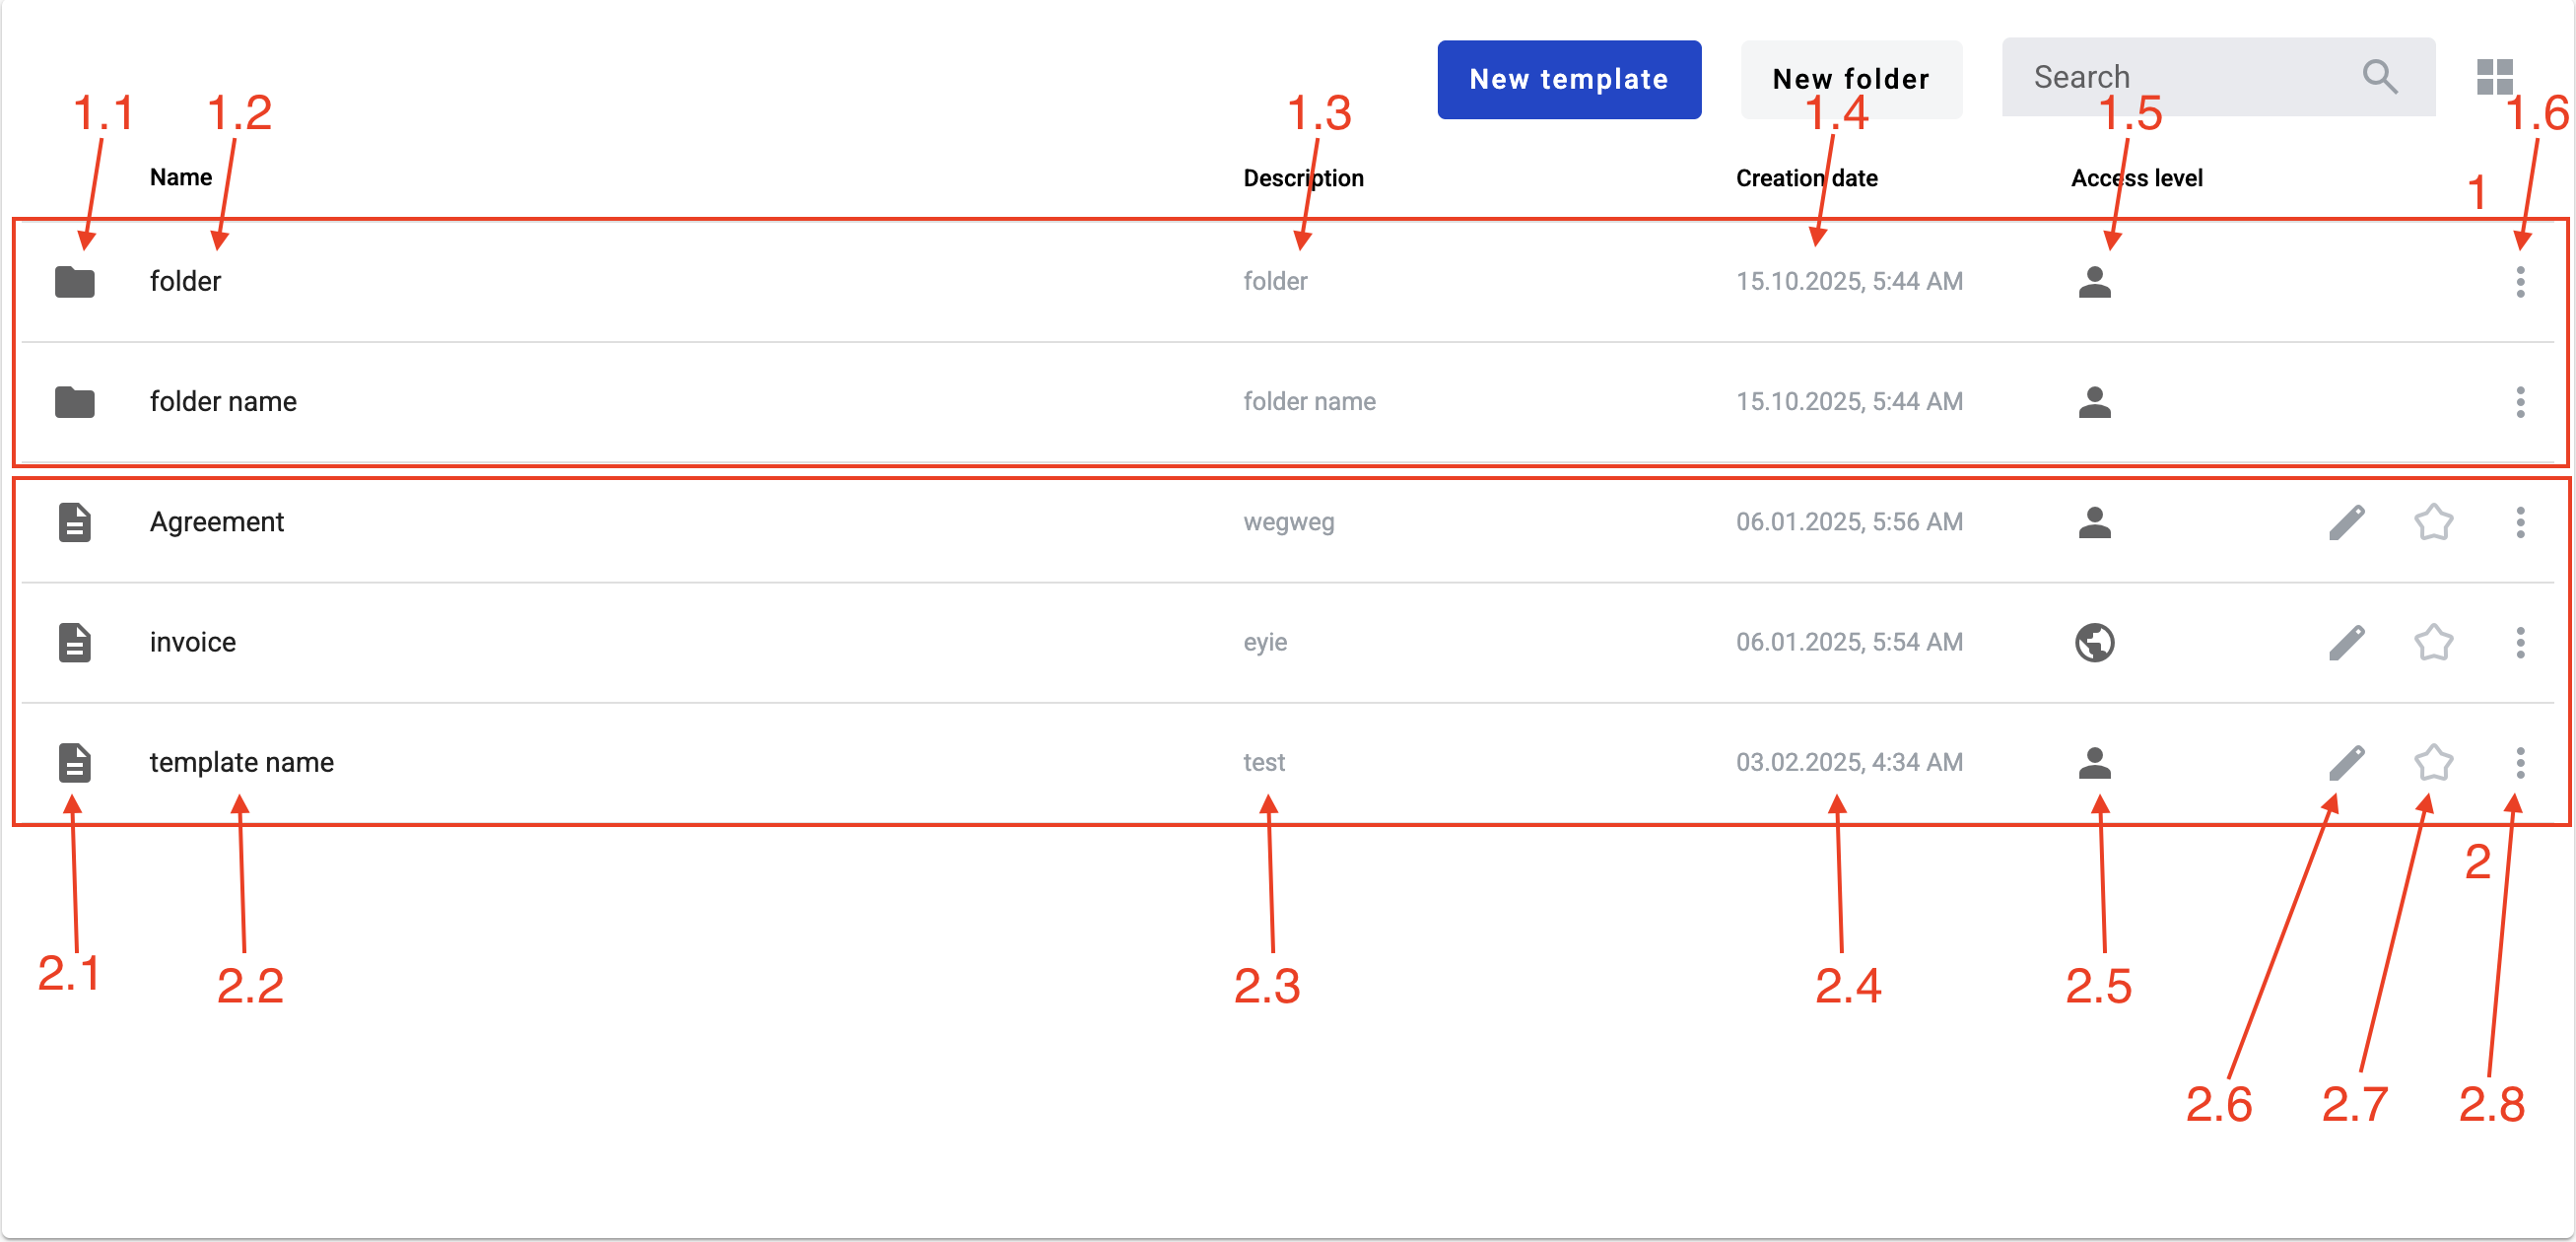 New template New folder Search
1.1 1.2 1.3 1.4 1.5 1.6
Name Description Creation date Access level 1
folder folder 15.10.2025, 5:44 AM
folder name folder name 15.10.2025, 5:44 AM
Agreement wegweg 06.01.2025, 5:56 AM
invoice eyie 06.01.2025, 5:54 AM
template name test 03.02.2025, 4:34 AM
2
2.1 2.2 2.3 2.4 2.5
2.6 2.7 2.8